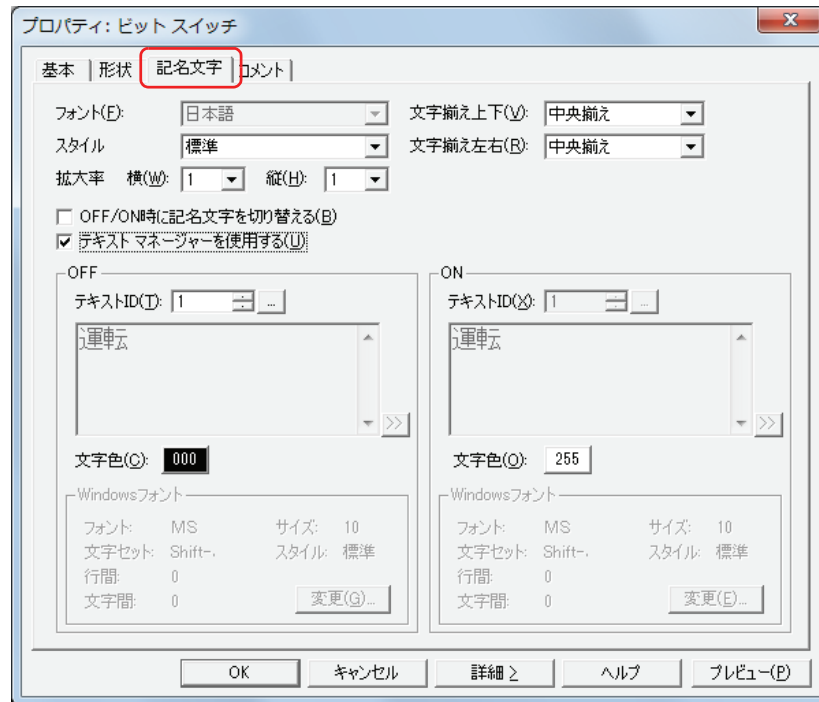 プロパティ: ビット スイッチ
基本 形状 記名文字 コメント
フォント(F): 日本語 文字揃え上下(V): 中央揃え
スタイル 標準 文字揃え左右(R): 中央揃え
拡大率 横(W): 1 縦(H): 1
OFF/ON時に記名文字を切り替える(B)
テキスト マネージャーを使用する(U)
OFF ON
テキストID(T): 1 ... テキストID(X): 1 ...
運転 運転
>> >>
文字色(C): 000 文字色(O): 255
Windowsフォント Windowsフォント
フォント: MS サイズ: 10 フォント: MS サイズ: 10
文字セット: Shift-. スタイル: 標準 文字セット: Shift-. スタイル: 標準
行間: 0 行間: 0
文字間: 0 変更(G)... 文字間: 0 変更(E)...
OK キャンセル 詳細 > ヘルプ プレビュー(P)